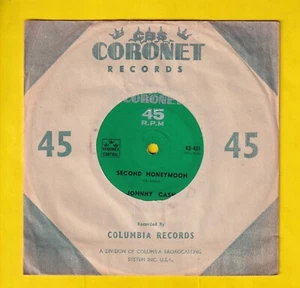 CBS
CORONET
RECORDS
CORONET
45
R.P.M
45
45
SECOND HONEYMOON
JOHNNY CASH
Recorded by
COLUMBIA RECORDS
A DIVISION OF COLUMBIA BROADCASTING
SYSTEM INC. U.S.A.